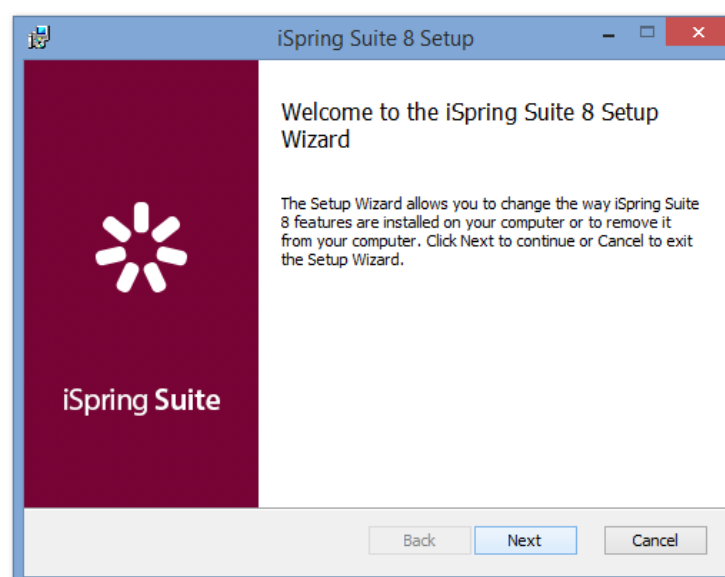 iSpring Suite 8 Setup
Welcome to the iSpring Suite 8 Setup
Wizard
The Setup Wizard allows you to change the way iSpring Suite
8 features are installed on your computer or to remove it
from your computer. Click Next to continue or Cancel to exit
the Setup Wizard.
iSpring Suite
Back Next Cancel